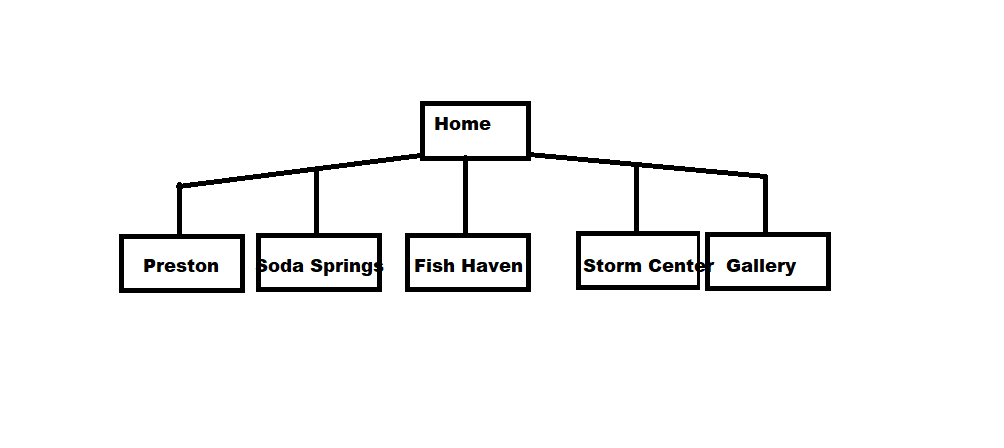 Home
Preston
Soda Springs
Fish Haven
Storm Center
Gallery